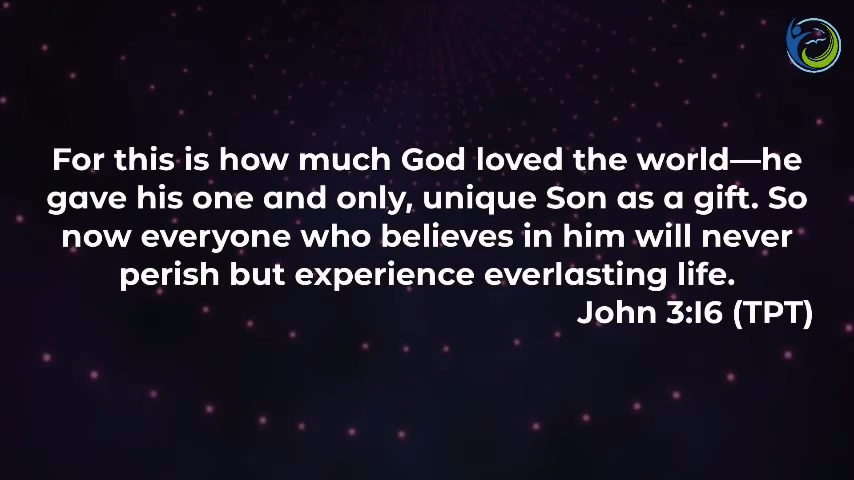 For this is how much God loved the world—he
gave his one and only, unique Son as a gift. So
now everyone who believes in him will never
perish but experience everlasting life.
John 3:I6 (TPT)